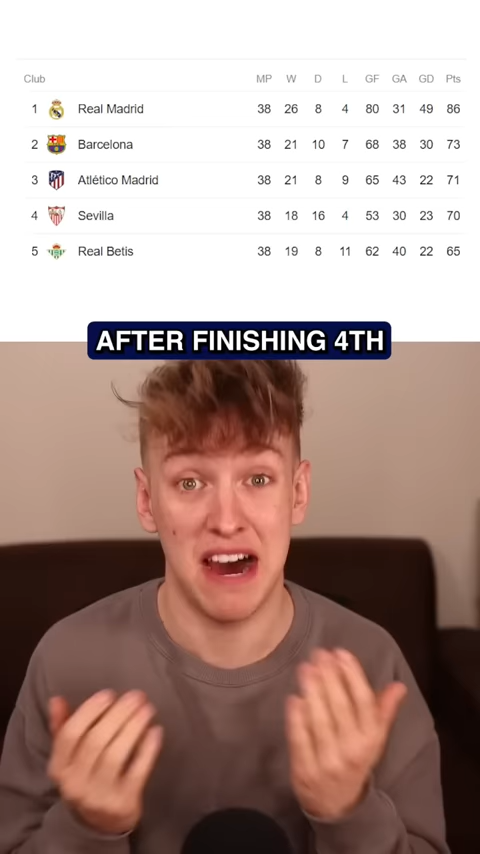 Club MP W D L GF GA GD Pts
1 Real Madrid 38 26 8 4 80 31 49 86
2 Barcelona 38 21 10 7 68 38 30 73
3 Atlético Madrid 38 21 8 9 65 43 22 71
4 Sevilla 38 18 16 4 53 30 23 70
5 Real Betis 38 19 8 11 62 40 22 65
AFTER FINISHING 4TH